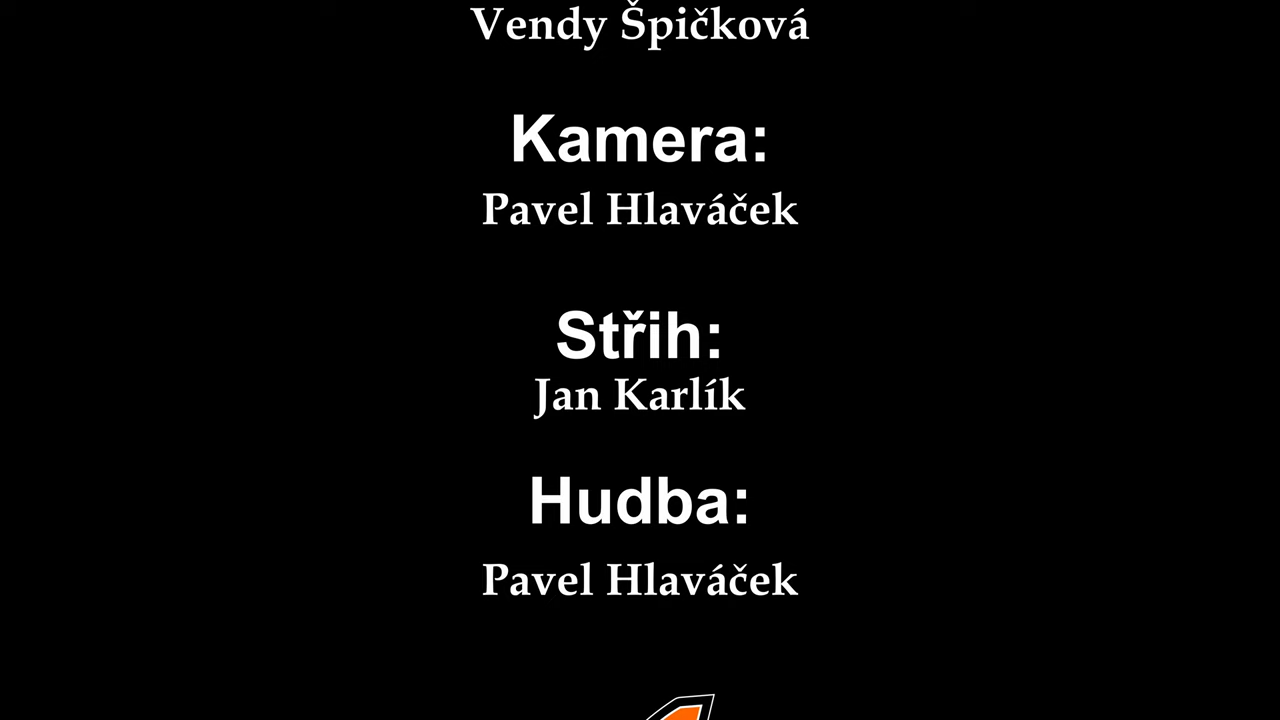 Vendy Špičková
Kamera:
Pavel Hlaváček
Střih:
Jan Karlík
Hudba:
Pavel Hlaváček